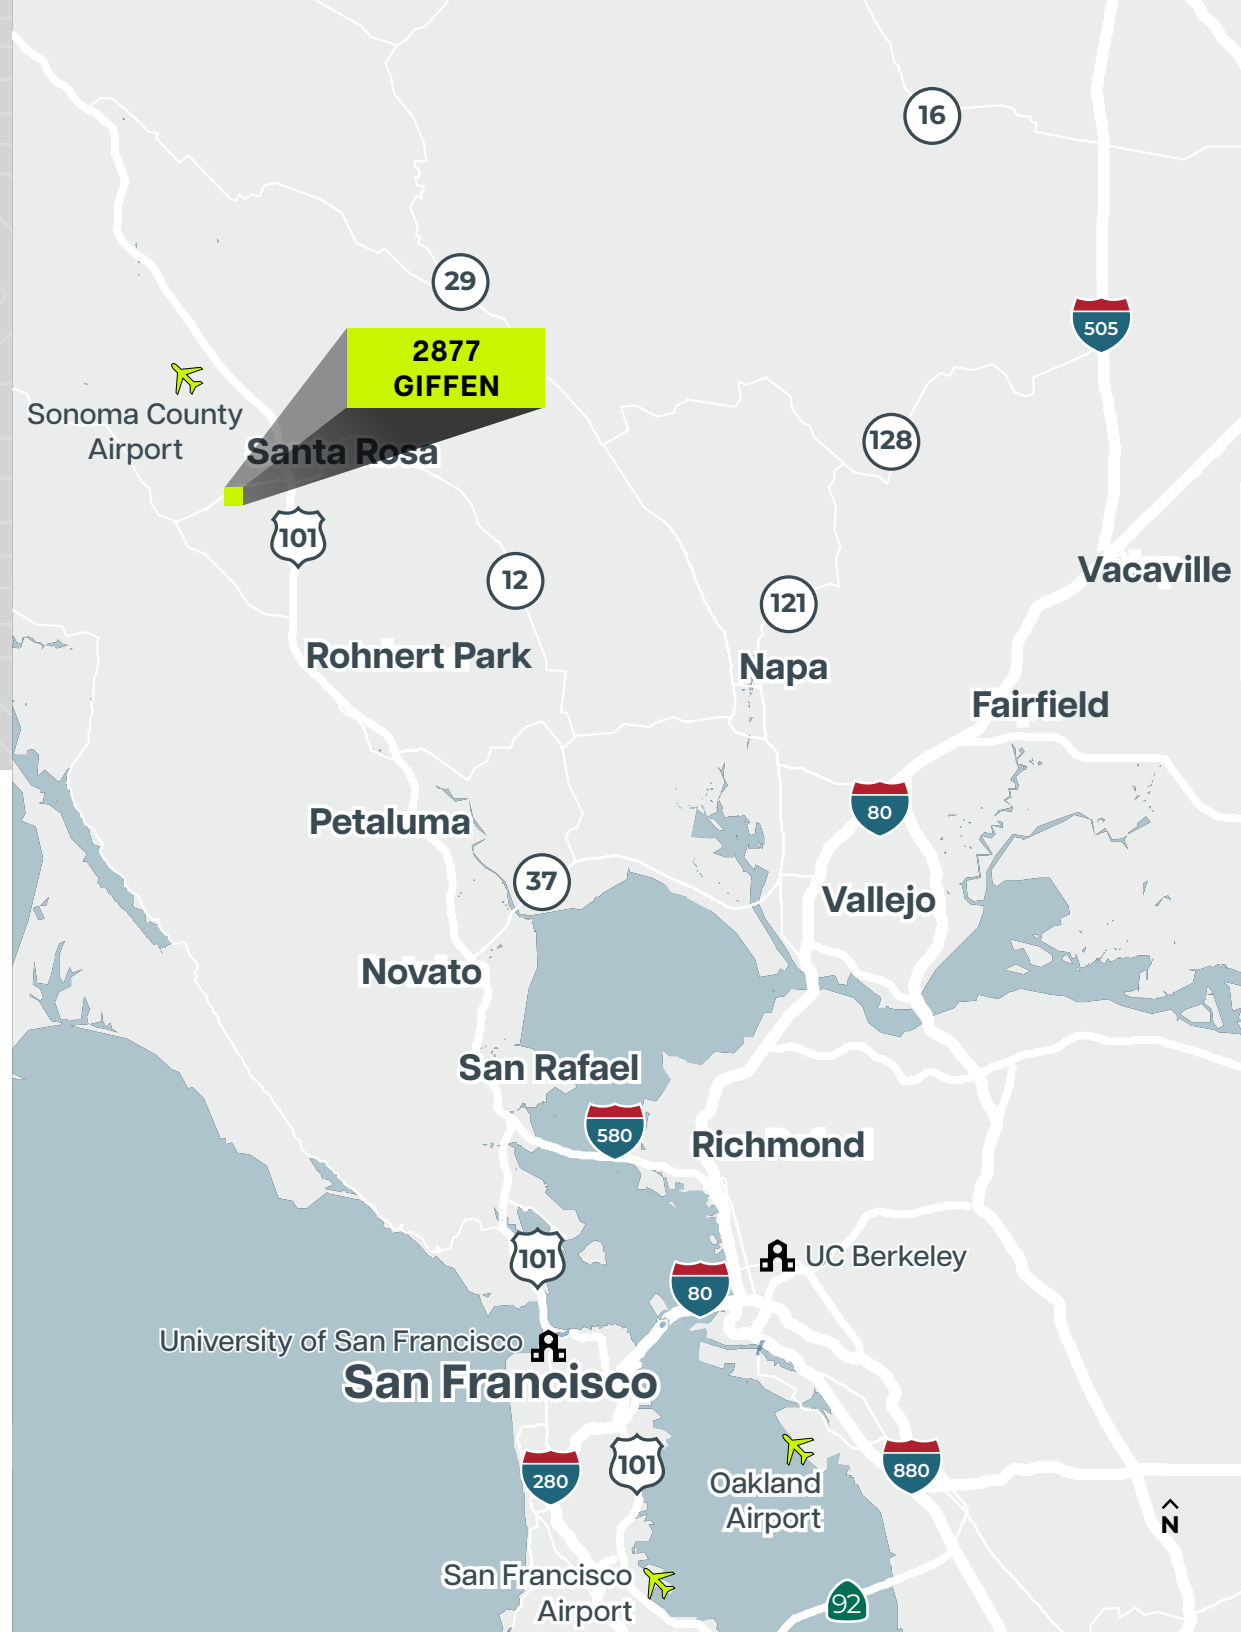 16
29
505
2877
GIFFEN
Sonoma County
Airport
Santa Rosa
128
101
Vacaville
12
121
Rohnert Park
Napa
Fairfield
80
Petaluma
37
Vallejo
Novato
San Rafael
580
Richmond
101
UC Berkeley
80
University of San Francisco
San Francisco
280
101
Oakland
Airport
880
N
San Francisco
Airport
92